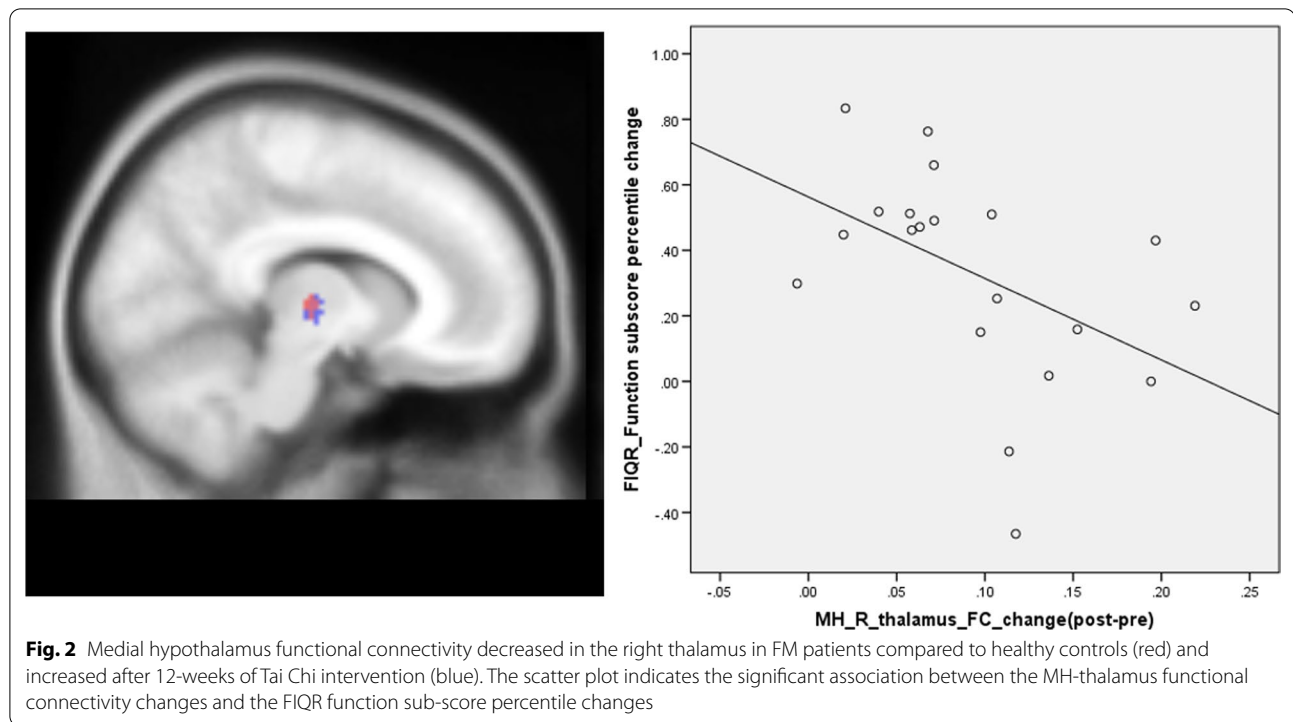 1.00
.80
.60
.40
.20
.00
-.20
-.40
FIQR_Function subscore percentile change
-.05 .00 .05 .10 .15 .20 .25
MH_R_thalamus_FC_change(post-pre)
Fig. 2 Medial hypothalamus functional connectivity decreased in the right thalamus in FM patients compared to healthy controls (red) and
increased after 12-weeks of Tai Chi intervention (blue). The scatter plot indicates the significant association between the MH-thalamus functional
connectivity changes and the FIQR function sub-score percentile changes